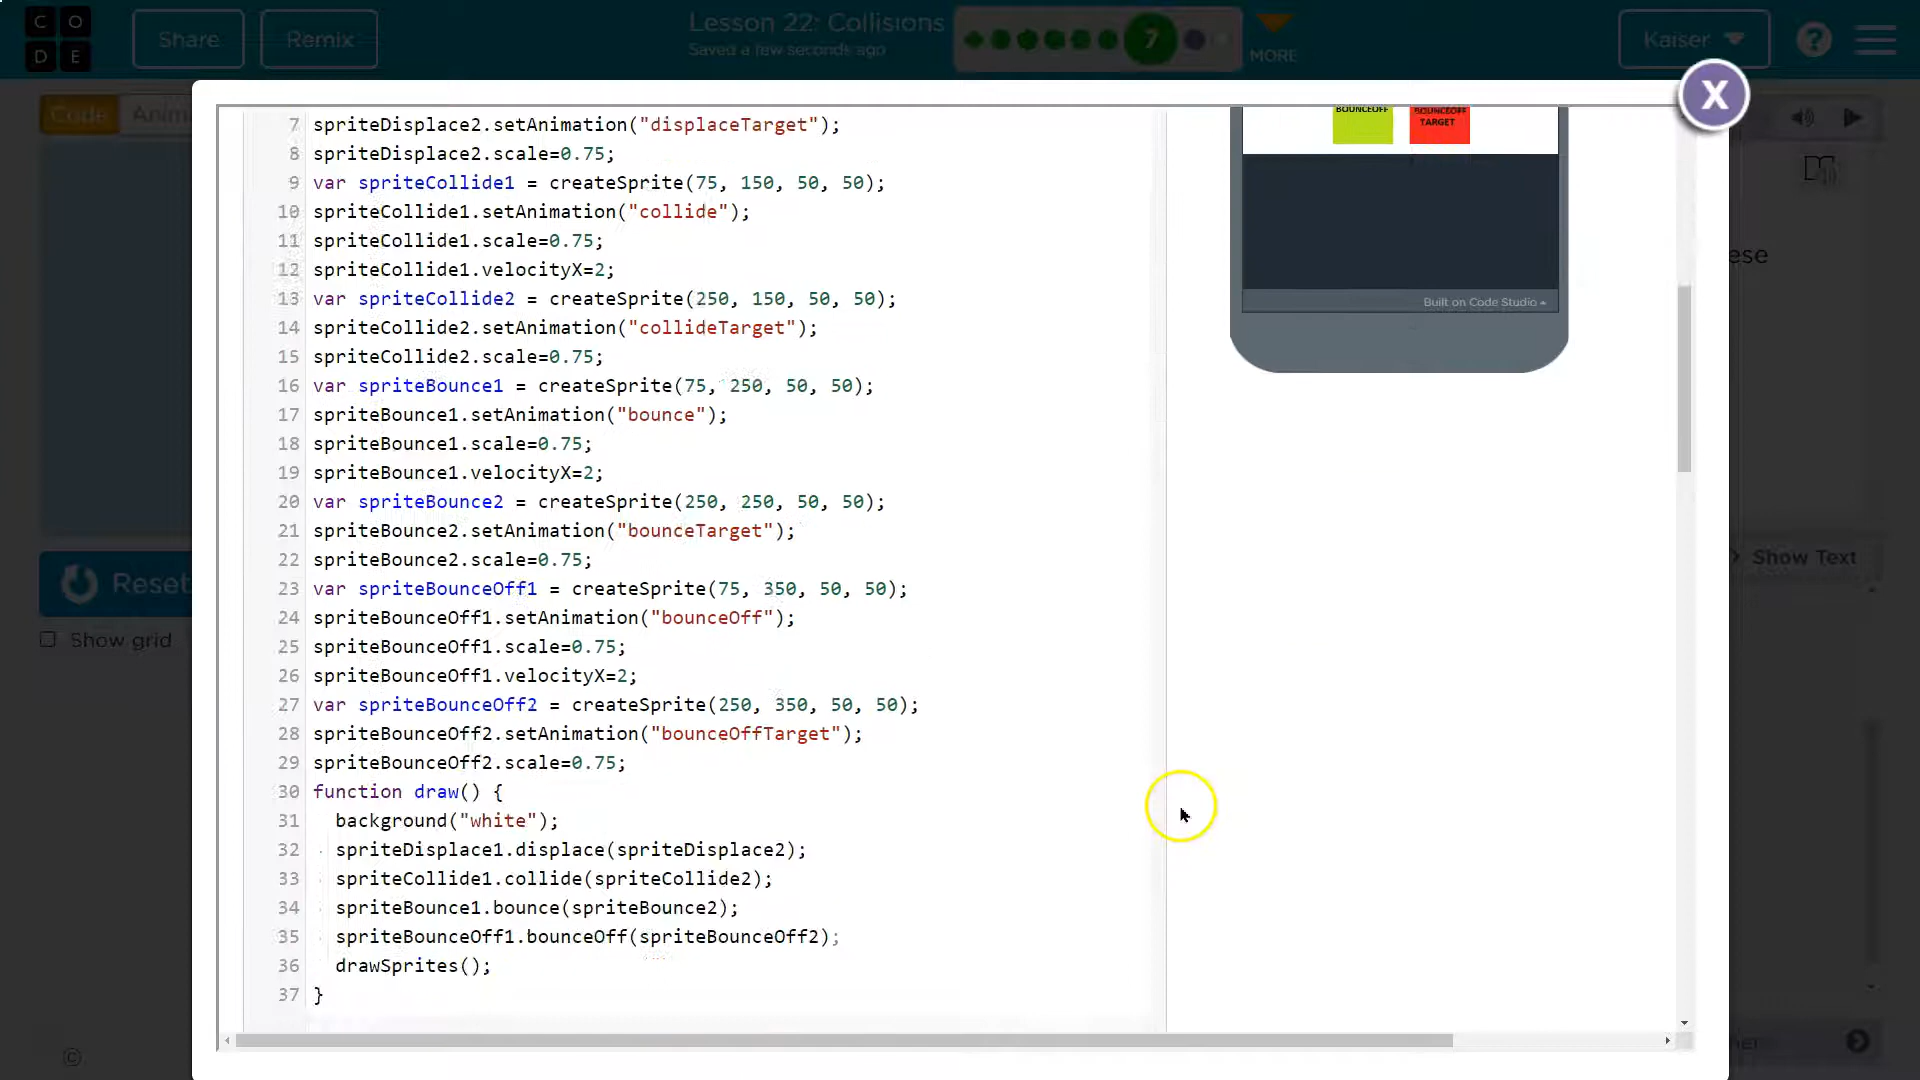 CODE
Share
Remix
Lesson 22: Collisions
Saved a few seconds ago
7
MORE
Kaiser
?
X
Code
BOUNCEOFF
BOUNCEOFF
TARGET
Built on Code Studio
ese
Show Text
Reset
Show grid
7 spriteDisplace2.setAnimation("displaceTarget");
8 spriteDisplace2.scale=0.75;
9 var spriteCollide1 = createSprite(75, 150, 50, 50);
10 spriteCollide1.setAnimation("collide");
11 spriteCollide1.scale=0.75;
12 spriteCollide1.velocityX=2;
13 var spriteCollide2 = createSprite(250, 150, 50, 50);
14 spriteCollide2.setAnimation("collideTarget");
15 spriteCollide2.scale=0.75;
16 var spriteBounce1 = createSprite(75, 250, 50, 50);
17 spriteBounce1.setAnimation("bounce");
18 spriteBounce1.scale=0.75;
19 spriteBounce1.velocityX=2;
20 var spriteBounce2 = createSprite(250, 250, 50, 50);
21 spriteBounce2.setAnimation("bounceTarget");
22 spriteBounce2.scale=0.75;
23 var spriteBounceOff1 = createSprite(75, 350, 50, 50);
24 spriteBounceOff1.setAnimation("bounceOff");
25 spriteBounceOff1.scale=0.75;
26 spriteBounceOff1.velocityX=2;
27 var spriteBounceOff2 = createSprite(250, 350, 50, 50);
28 spriteBounceOff2.setAnimation("bounceOffTarget");
29 spriteBounceOff2.scale=0.75;
30 function draw() {
31 background("white");
32 spriteDisplace1.displace(spriteDisplace2);
33 spriteCollide1.collide(spriteCollide2);
34 spriteBounce1.bounce(spriteBounce2);
35 spriteBounceOff1.bounceOff(spriteBounceOff2);
36 drawSprites();
37 }
©